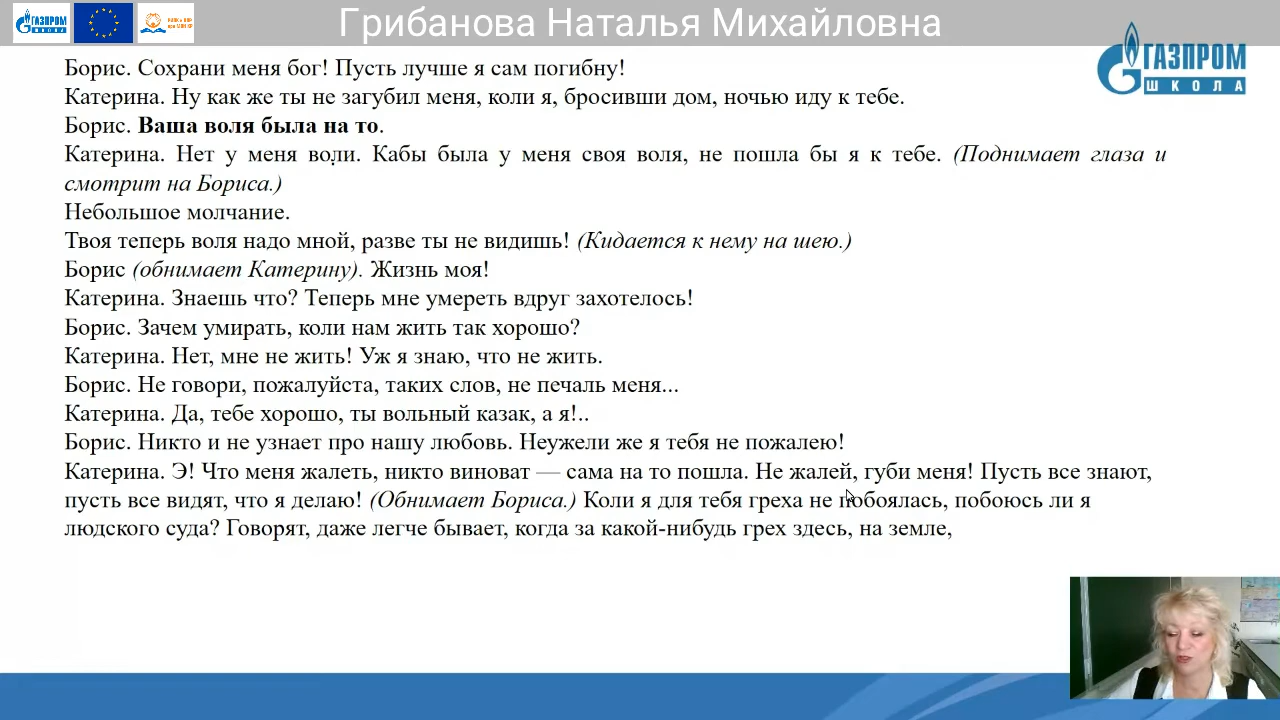 Грибанова Наталья Михайловна
ГАЗПРОМ
ШКОЛА
ГАЗПРОМ
ШКОЛА
Борис. Сохрани меня бог! Пусть лучше я сам погибну!
Катерина. Ну как же ты не загубил меня, коли я, бросивши дом, ночью иду к тебе.
Борис. Ваша воля была на то.
Катерина. Нет у меня воли. Кабы была у меня своя воля, не пошла бы я к тебе. (Поднимает глаза и
смотрит на Бориса.)
Небольшое молчание.
Твоя теперь воля надо мной, разве ты не видишь! (Кидается к нему на шею.)
Борис (обнимает Катерину). Жизнь моя!
Катерина. Знаешь что? Теперь мне умереть вдруг захотелось!
Борис. Зачем умирать, коли нам жить так хорошо?
Катерина. Нет, мне не жить! Уж я знаю, что не жить.
Борис. Не говори, пожалуйста, таких слов, не печаль меня...
Катерина. Да, тебе хорошо, ты вольный казак, а я!..
Борис. Никто и не узнает про нашу любовь. Неужели же я тебя не пожалею!
Катерина. Э! Что меня жалеть, никто виноват — сама на то пошла. Не жалей, губи меня! Пусть все знают,
пусть все видят, что я делаю! (Обнимает Бориса.) Коли я для тебя греха не побоялась, побоюсь ли я
людского суда? Говорят, даже легче бывает, когда за какой-нибудь грех здесь, на земле,